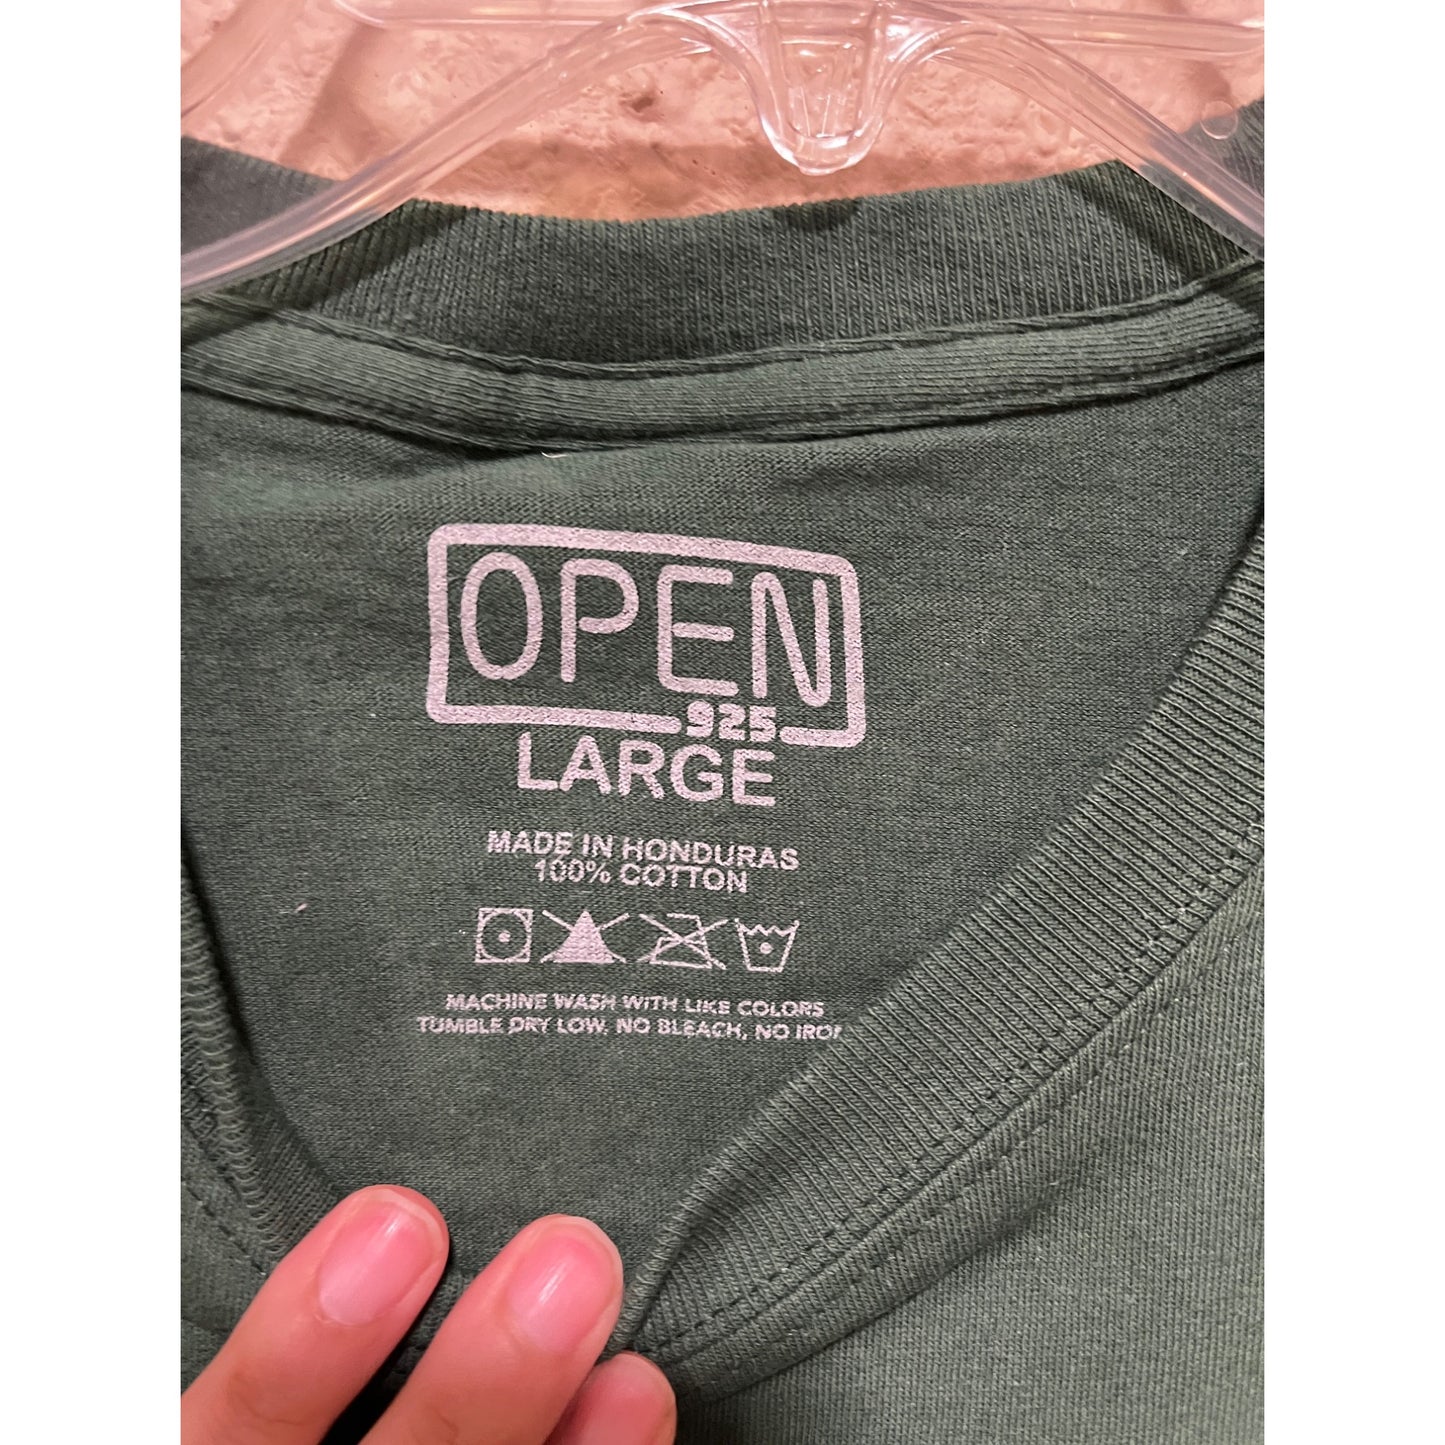 OPEN
925
LARGE
MADE IN HONDURAS
100% COTTON
MACHINE WASH WITH LIKE COLORS
TUMBLE DRY LOW, NO BLEACH, NO IRON